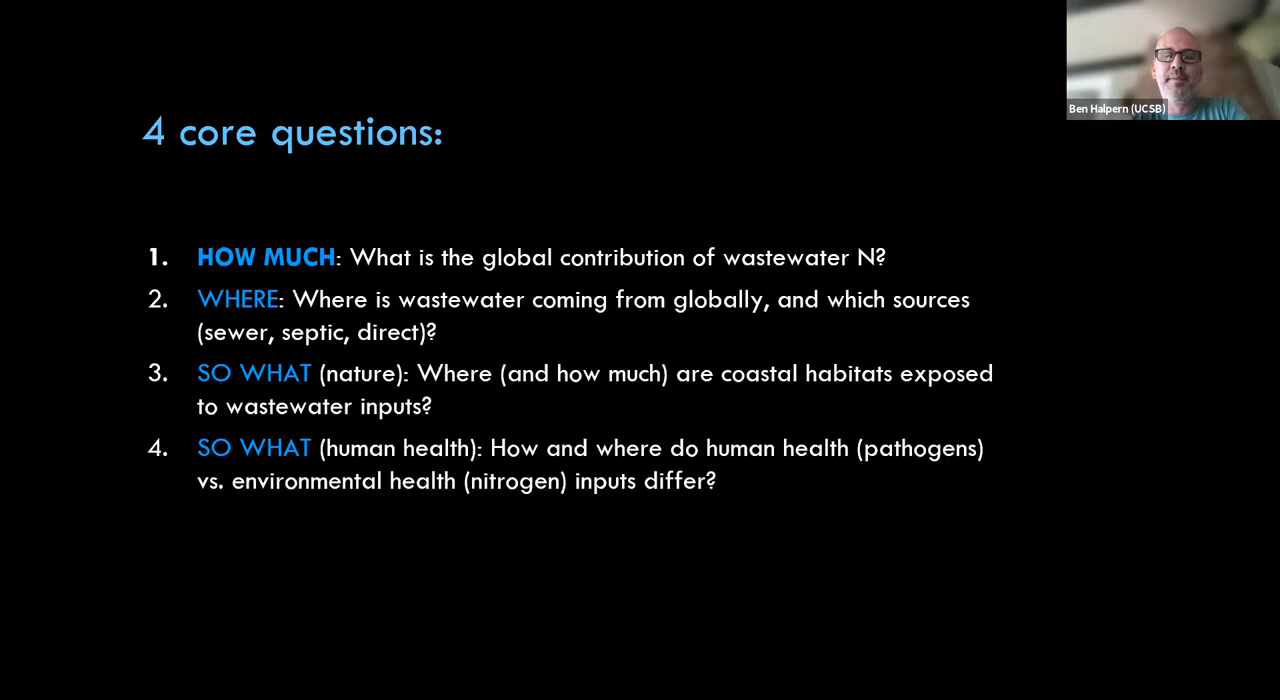 Ben Halpern (UCSB)
4 core questions:
1. HOW MUCH: What is the global contribution of wastewater N?
2. WHERE: Where is wastewater coming from globally, and which sources
(sewer, septic, direct)?
3. SO WHAT (nature): Where (and how much) are coastal habitats exposed
to wastewater inputs?
4. SO WHAT (human health): How and where do human health (pathogens)
vs. environmental health (nitrogen) inputs differ?